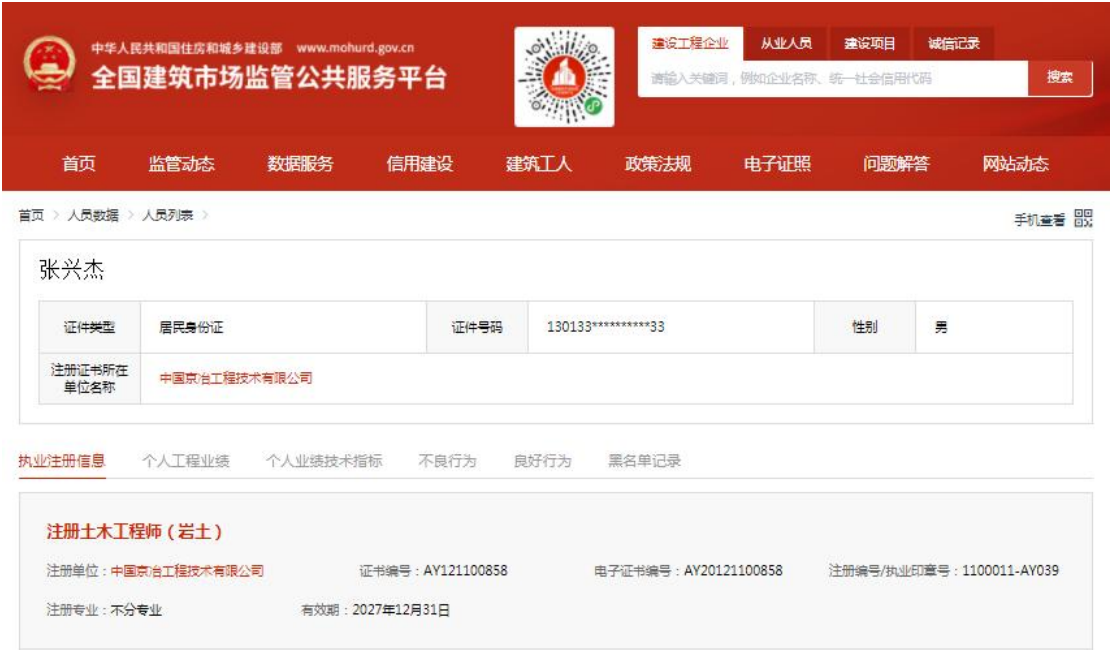 中华人民共和国住房和城乡建设部 www.mohurd.gov.cn
全国建筑市场监管公共服务平台
建设工程企业 从业人员 建设项目 诚信记录
请输入关键词，例如企业名称、统一社会信用代码 搜索
首页 监管动态 数据服务 信用建设 建筑工人 政策法规 电子证照 问题解答 网站动态
首页 > 人员数据 > 人员列表 >
手机查看
张兴杰
证件类型 居民身份证 证件号码 130133**********33 性别 男
注册证书所在
单位名称
中国京冶工程技术有限公司
执业注册信息 个人工程业绩 个人业绩技术指标 不良行为 良好行为 黑名单记录
注册土木工程师（岩土）
注册单位：中国京冶工程技术有限公司 证书编号：AY121100858 电子证书编号：AY20121100858 注册编号/执业印章号：1100011-AY039
注册专业：不分专业 有效期：2027年12月31日